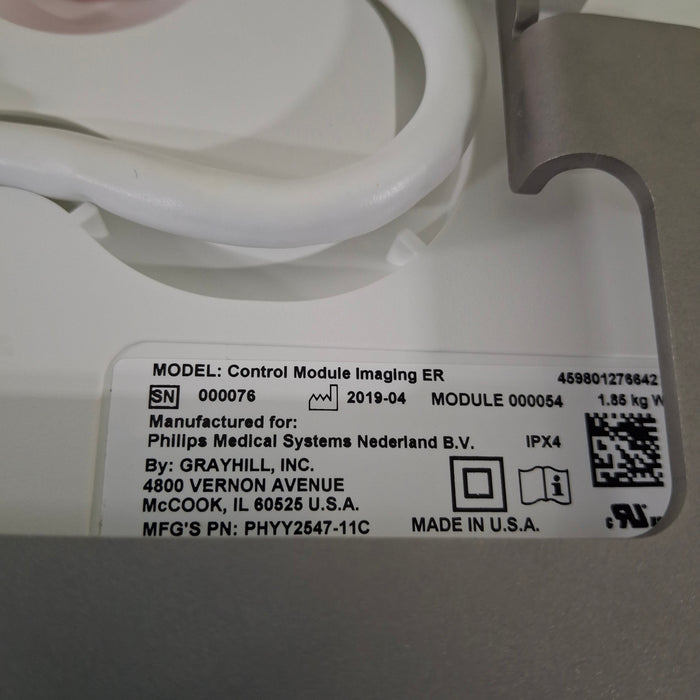 MODEL: Control Module Imaging ER 459801276642
SN 000076 2019-04 MODULE 000054 1.85 kg W
Manufactured for:
Philips Medical Systems Nederland B.V. IPX4
By: GRAYHILL, INC.
4800 VERNON AVENUE
McCOOK, IL 60525 U.S.A.
MFG'S PN: PHYY2547-11C MADE IN U.S.A.